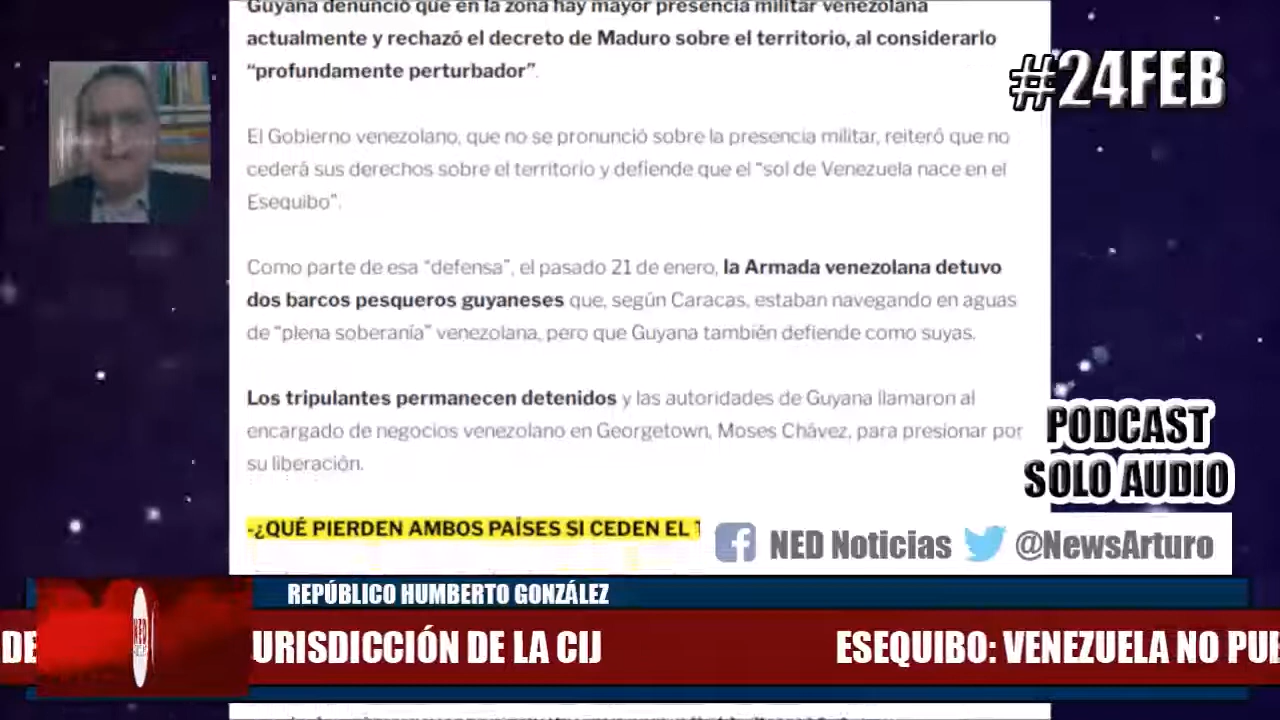 Guyana denunció que en la zona hay mayor presencia militar venezolana
actualmente y rechazó el decreto de Maduro sobre el territorio, al considerarlo
“profundamente perturbador”.
#24FEB
El Gobierno venezolano, que no se pronunció sobre la presencia militar, reiteró que no
cederá sus derechos sobre el territorio y defiende que el “sol de Venezuela nace en el
Esequibo”.
Como parte de esa “defensa”, el pasado 21 de enero, la Armada venezolana detuvo
dos barcos pesqueros guyaneses que, según Caracas, estaban navegando en aguas
de “plena soberanía” venezolana, pero que Guyana también defiende como suyas.
Los tripulantes permanecen detenidos y las autoridades de Guyana llamaron al
encargado de negocios venezolano en Georgetown, Moses Chávez, para presionar por
su liberación.
PODCAST
SOLO AUDIO
-¿QUÉ PIERDEN AMBOS PAÍSES SI CEDEN EL
NED Noticias @NewsArturo
REPÚBLICO HUMBERTO GONZÁLEZ
DE NED URISDICCIÓN DE LA CIJ ESEQUIBO: VENEZUELA NO PUE